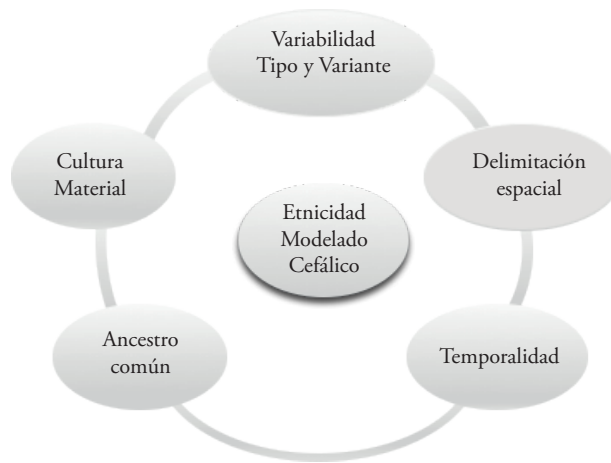 Variabilidad
Tipo y Variante
Cultura
Material
Delimitación
espacial
Etnicidad
Modelado
Cefálico
Ancestro
común
Temporalidad